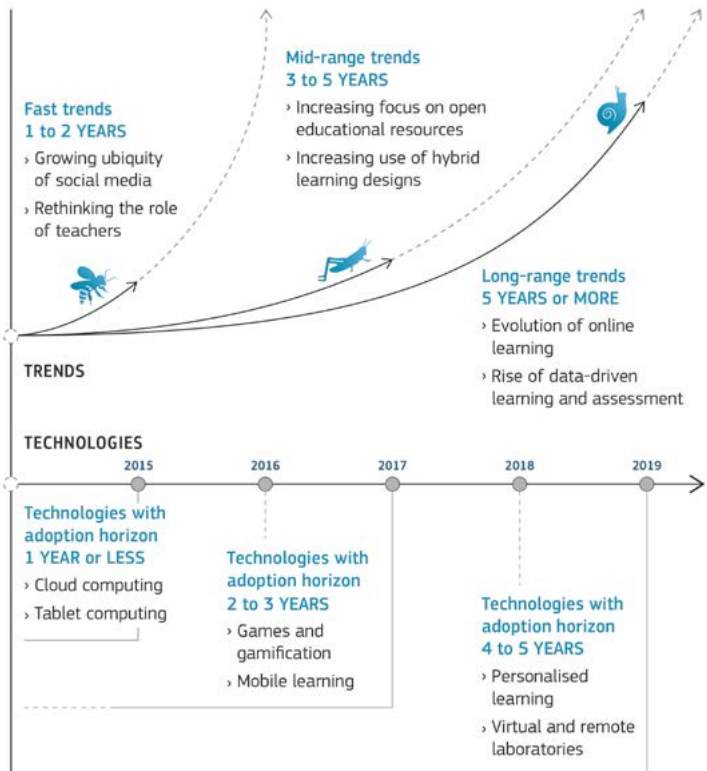 Fast trends
1 to 2 YEARS
› Growing ubiquity
of social media
› Rethinking the role
of teachers
Mid-range trends
3 to 5 YEARS
› Increasing focus on open
educational resources
› Increasing use of hybrid
learning designs
Long-range trends
5 YEARS or MORE
› Evolution of online
learning
› Rise of data-driven
learning and assessment
TRENDS
TECHNOLOGIES
2015
2016
2017
2018
2019
Technologies with
adoption horizon
1 YEAR or LESS
› Cloud computing
› Tablet computing
Technologies with
adoption horizon
2 to 3 YEARS
› Games and
gamification
› Mobile learning
Technologies with
adoption horizon
4 to 5 YEARS
› Personalised
learning
› Virtual and remote
laboratories